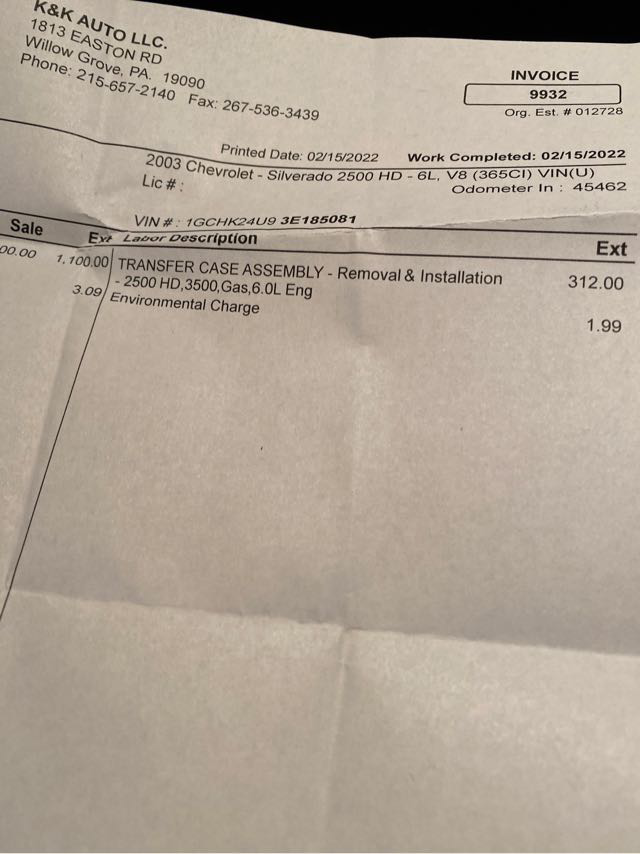 K&K AUTO LLC.
1813 EASTON RD
Willow Grove, PA. 19090
Phone: 215-657-2140 Fax: 267-536-3439
INVOICE
9932
Org. Est. # 012728
Printed Date: 02/15/2022 Work Completed: 02/15/2022
2003 Chevrolet - Silverado 2500 HD - 6L, V8 (365CI) VIN(U)
Lic # : Odometer In : 45462
VIN # : 1GCHK24U9 3E185081
Sale Ext Labor Description Ext
00.00 1,100.00 TRANSFER CASE ASSEMBLY - Removal & Installation 312.00
- 2500 HD,3500,Gas,6.0L Eng
3.09 Environmental Charge 1.99